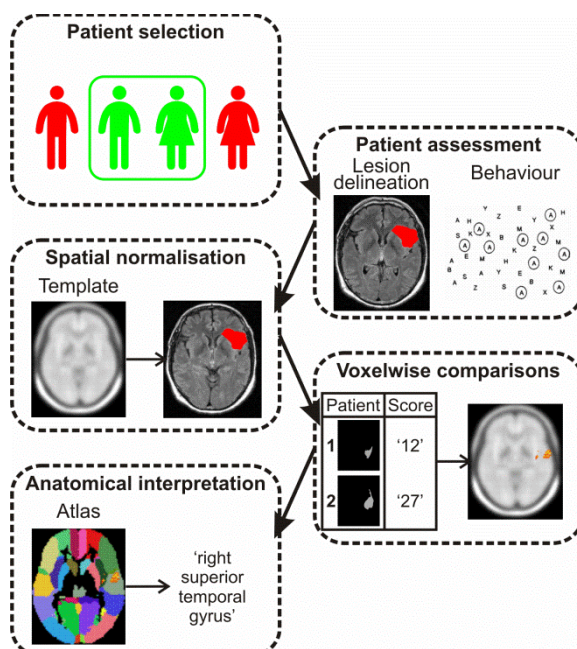 Patient selection
Patient assessment
Lesion
delineation
Behaviour
Spatial normalisation
Template
Voxelwise comparisons
Patient Score
1 '12'
2 '27'
Anatomical interpretation
Atlas
'right
superior
temporal
gyrus'